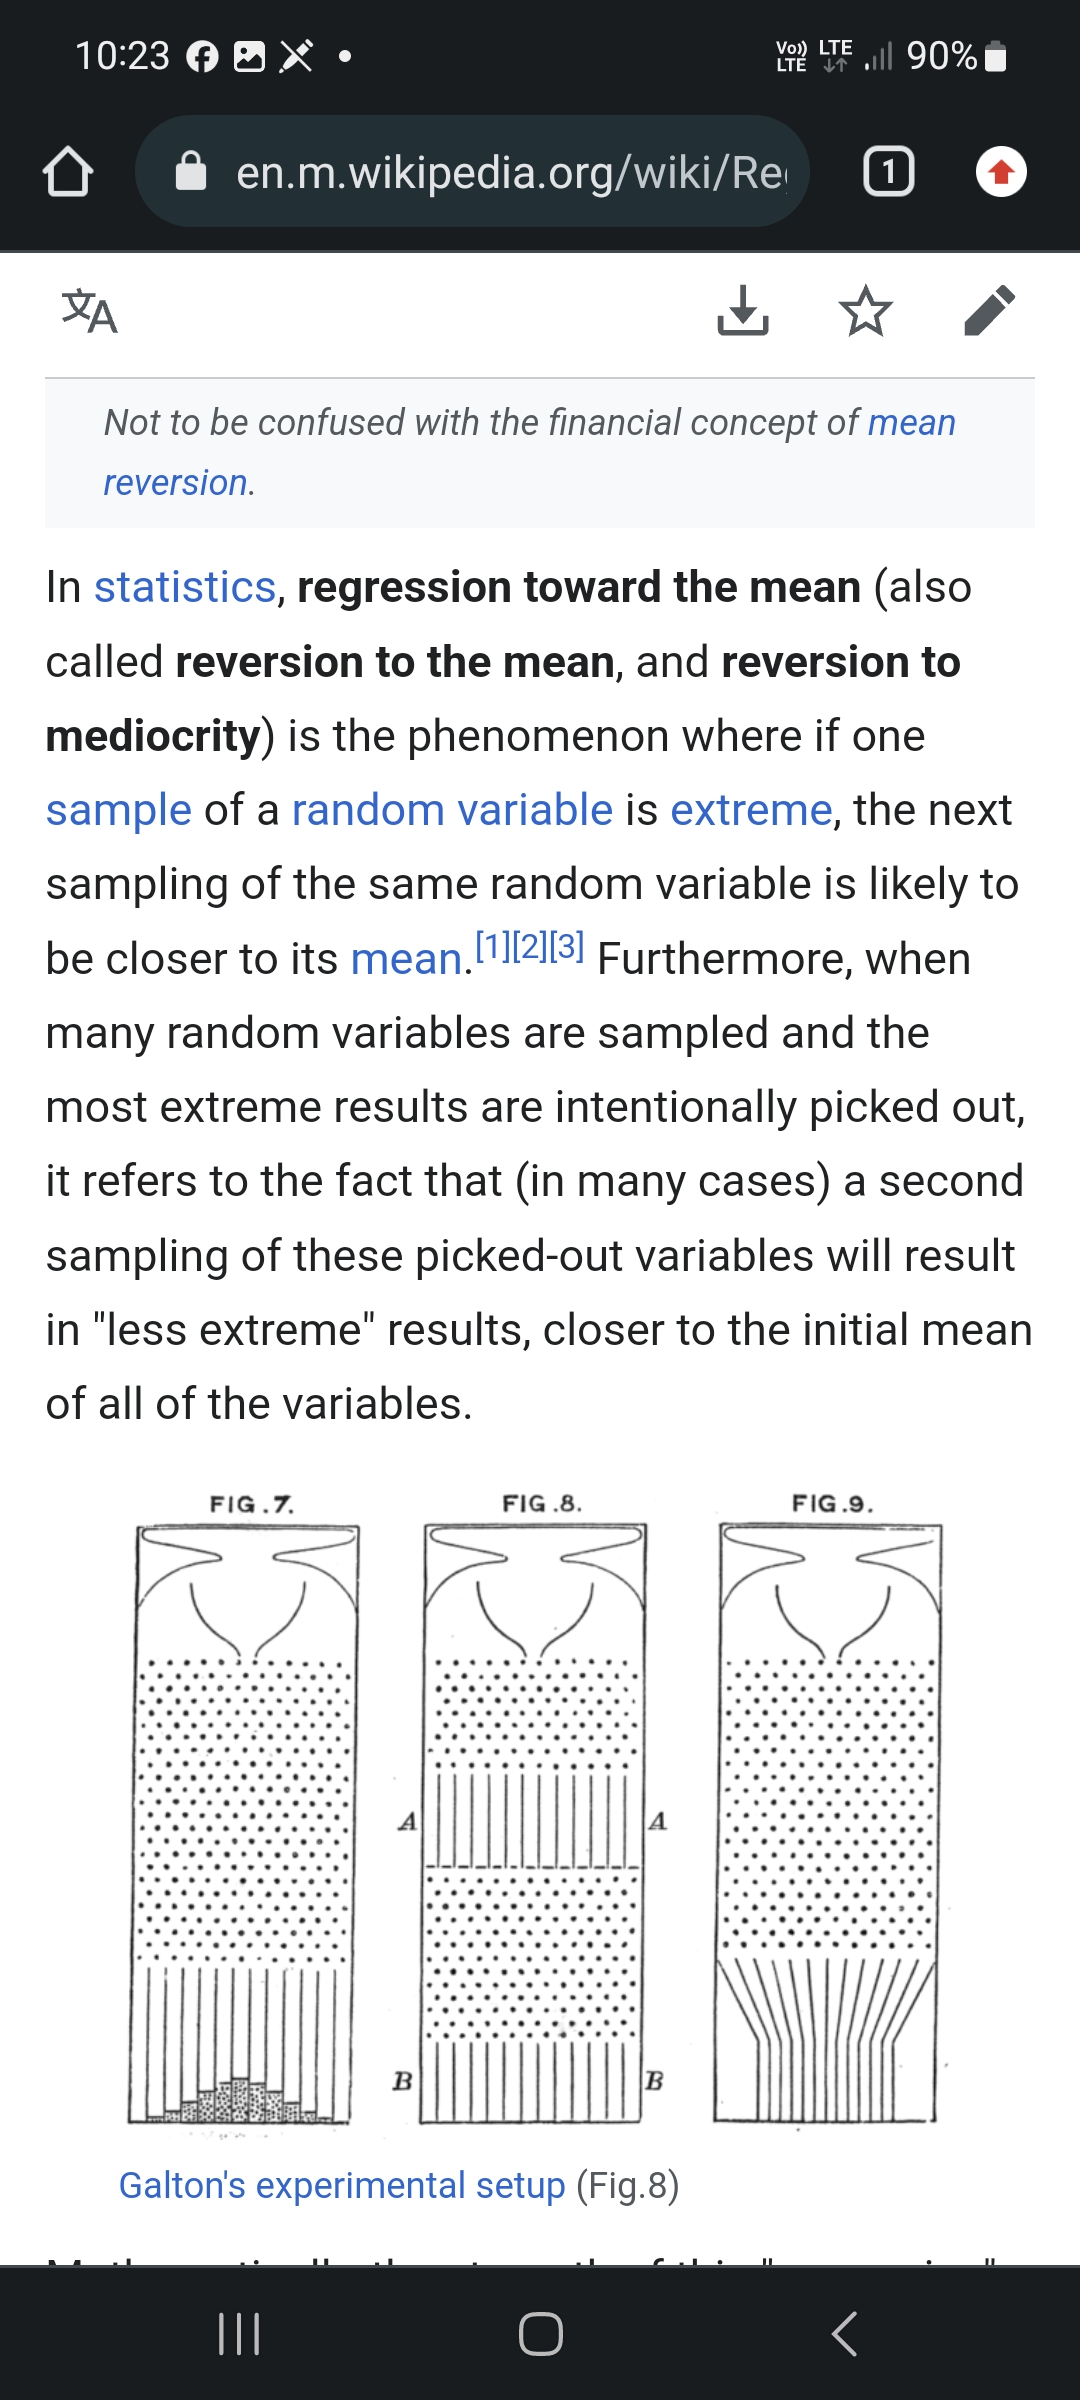 10:23
Vo)) LTE LTE 90%
en.m.wikipedia.org/wiki/Re
1
文A
Not to be confused with the financial concept of mean
reversion.
In statistics, regression toward the mean (also
called reversion to the mean, and reversion to
mediocrity) is the phenomenon where if one
sample of a random variable is extreme, the next
sampling of the same random variable is likely to
be closer to its mean.[1][2][3] Furthermore, when
many random variables are sampled and the
most extreme results are intentionally picked out,
it refers to the fact that (in many cases) a second
sampling of these picked-out variables will result
in "less extreme" results, closer to the initial mean
of all of the variables.
FIG.7. FIG.8. FIG.9.
A A
B B
Galton's experimental setup (Fig.8)